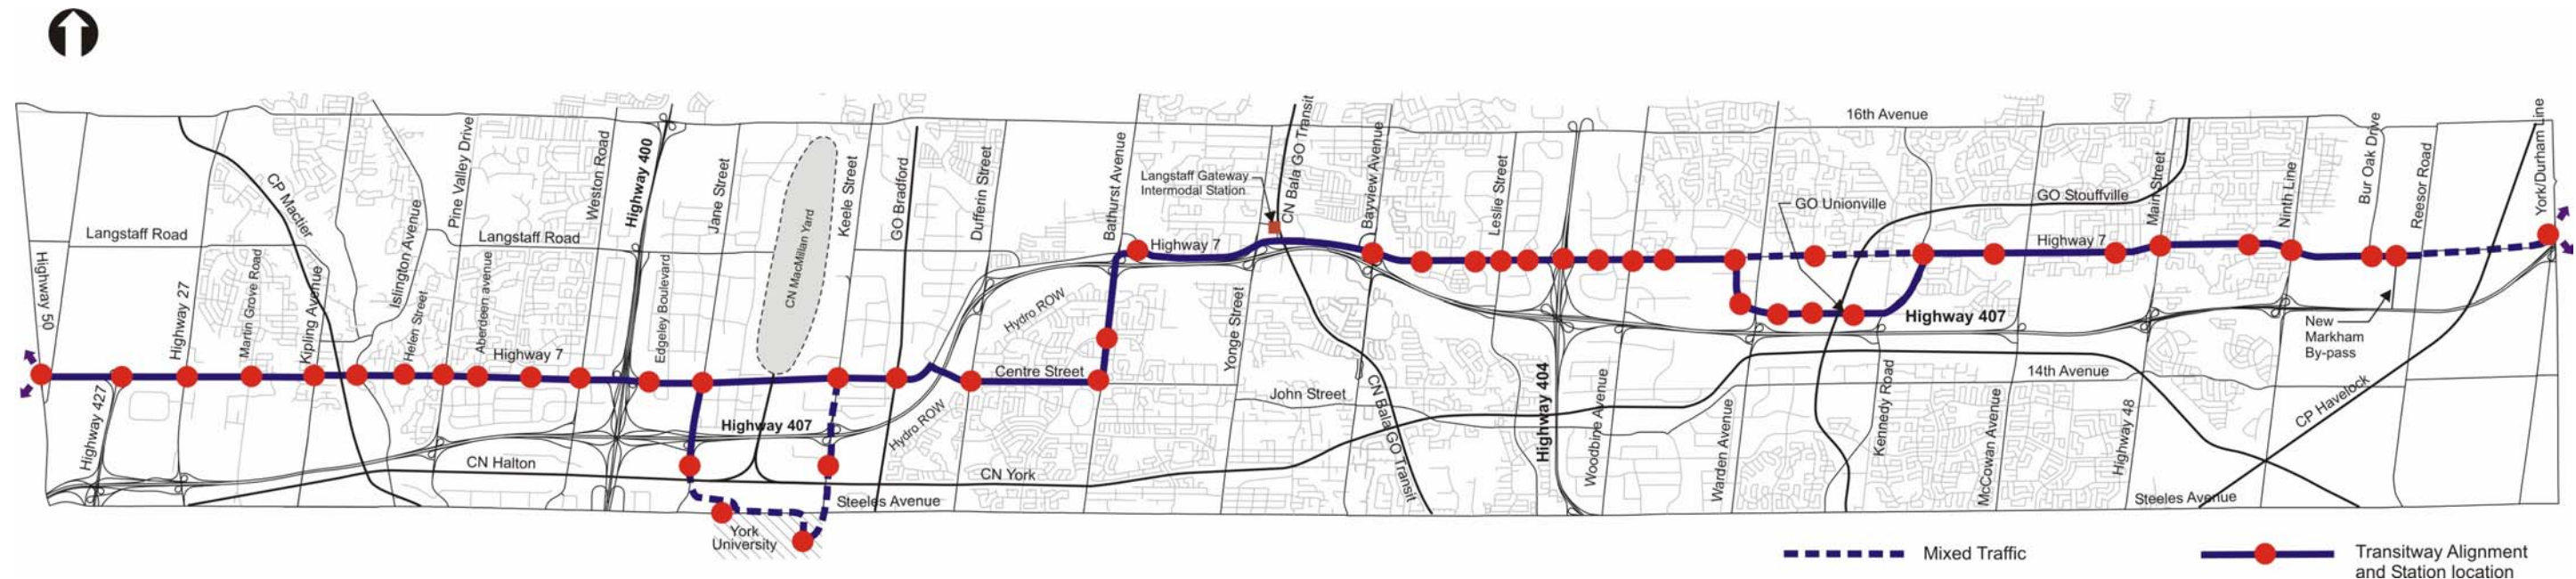 16th Avenue
York/Durham Line
CP Mactier
Pine Valley Drive
Weston Road
Highway 400
Jane Street
CN MacMillan Yard
Keele Street
GO Bradford
Dufferin Street
Bathurst Avenue
Langstaff Gateway
Intermodal Station
CN Bala GO Transit
Bayview Avenue
Leslie Street
GO Unionville
GO Stouffville
Main Street
Ninth Line
Bur Oak Drive
Reesor Road
Langstaff Road
Islington Avenue
Langstaff Road
Highway 7
Highway 7
Highway 50
Highway 27
Martin Grove Road
Kipling Avenue
Helen Street
Aberdeen avenue
Highway 7
Edgeley Boulevard
Hydro ROW
Centre Street
Yonge Street
John Street
CN Bala GO Transit
Highway 404
Woodbine Avenue
Warden Avenue
Highway 407
Kennedy Road
McCowan Avenue
14th Avenue
Highway 48
New
Markham
By-pass
CP Havelock
Highway 427
CN Halton
Highway 407
Hydro ROW
CN York
Steeles Avenue
Steeles Avenue
York
University
Mixed Traffic
Transitway Alignment
and Station location